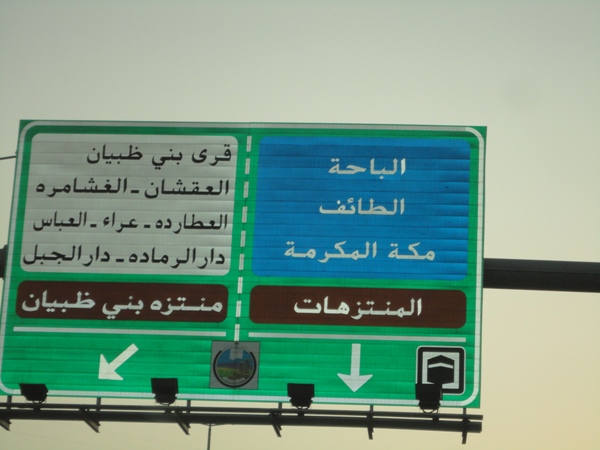 الباحة
الطائف
مكة المكرمة
المنتزهات
قرى بني ظبيان
العقشان - الغشامره
العطارده - عراء - العباس
دار الرماده - دار الجبل
منتزه بني ظبيان